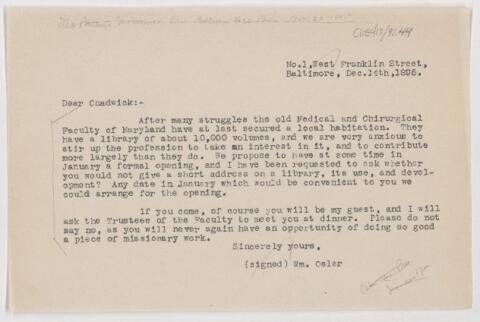 CUS417/91.44
No.1,West Franklin Street,
Baltimore, Dec.14th,1895.
Dear Chadwick:-
After many struggles the old Medical and Chirurgical
Faculty of Maryland have at last secured a local habitation. They
have a library of about 10,000 volumes, and we are very anxious to
stir up the profession to take an interest in it, and to contribute
more largely than they do. We propose to have at some time in
January a formal opening, and I have been requested to ask whether
you would not give a short address on a library, its use, and devel-
opment? Any date in January which would be convenient to you we
could arrange for the opening.
If you come, of course you will be my guest, and I will
ask the Trustees of the Faculty to meet you at dinner. Please do not
say no, as you will never again have an opportunity of doing so good
a piece of missionary work.
Sincerely yours,
(signed) Wm. Osler